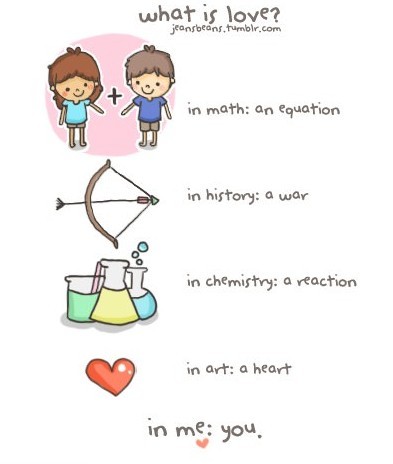 what is love?
jeansbeans.tumblr.com
+
in math: an equation
in history: a war
in chemistry: a reaction
in art: a heart
in me: you.